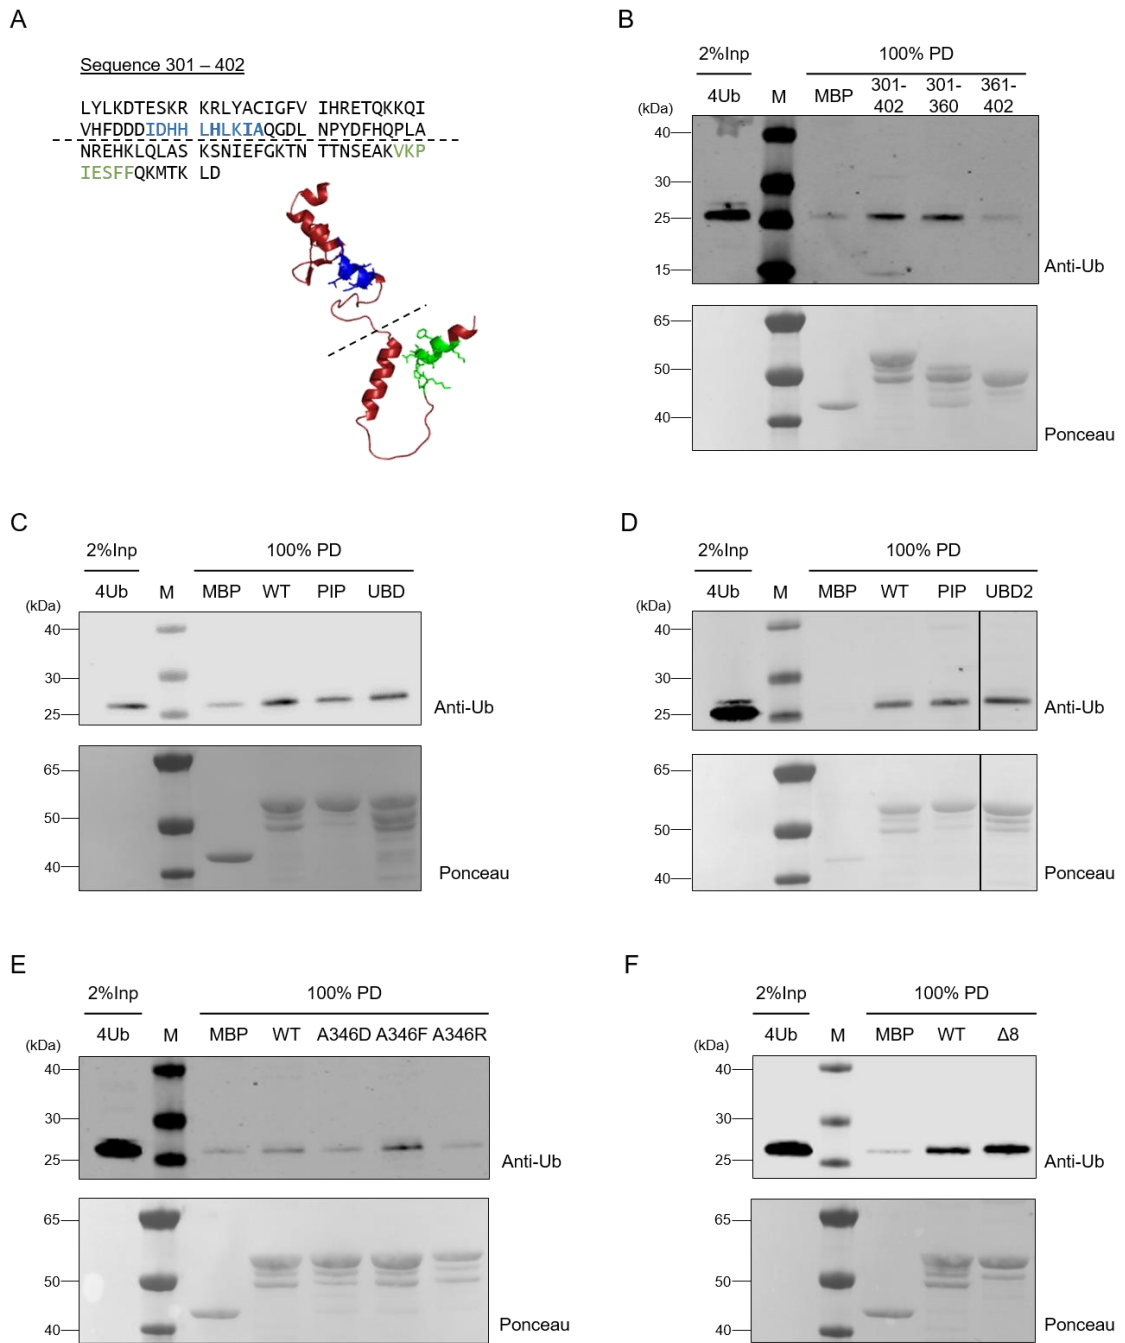 A
Sequence 301 – 402
LYLKDTESKR KRLYACIGFV IHRETQKKQI
VHFDDDIDHH LHLKIAQGDL NPYDFHQPLA
NREHKLQLAS KSNIEFGKTN TTNSEAKVKP
IESFFQKMTK LD
B
2%Inp 100% PD
(kDa) 4Ub M MBP 301-402 301-360 361-402
40
30
25
15
Anti-Ub
65
50
40
Ponceau
C
2%Inp 100% PD
(kDa) 4Ub M MBP WT PIP UBD
40
30
25
Anti-Ub
65
50
40
Ponceau
D
2%Inp 100% PD
(kDa) 4Ub M MBP WT PIP UBD2
40
30
25
Anti-Ub
65
50
40
Ponceau
E
2%Inp 100% PD
(kDa) 4Ub M MBP WT A346D A346F A346R
40
30
25
Anti-Ub
65
50
40
Ponceau
F
2%Inp 100% PD
(kDa) 4Ub M MBP WT Δ8
40
30
25
Anti-Ub
65
50
40
Ponceau